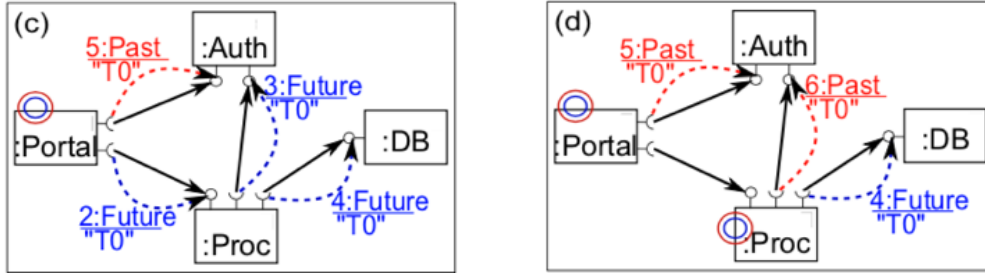 (c)
:Auth
5:Past
"T0"
3:Future
"T0"
:Portal
:DB
2:Future
"T0"
4:Future
"T0"
:Proc
(d)
:Auth
5:Past
"T0"
6:Past
"T0"
:Portal
:DB
4:Future
"T0"
:Proc